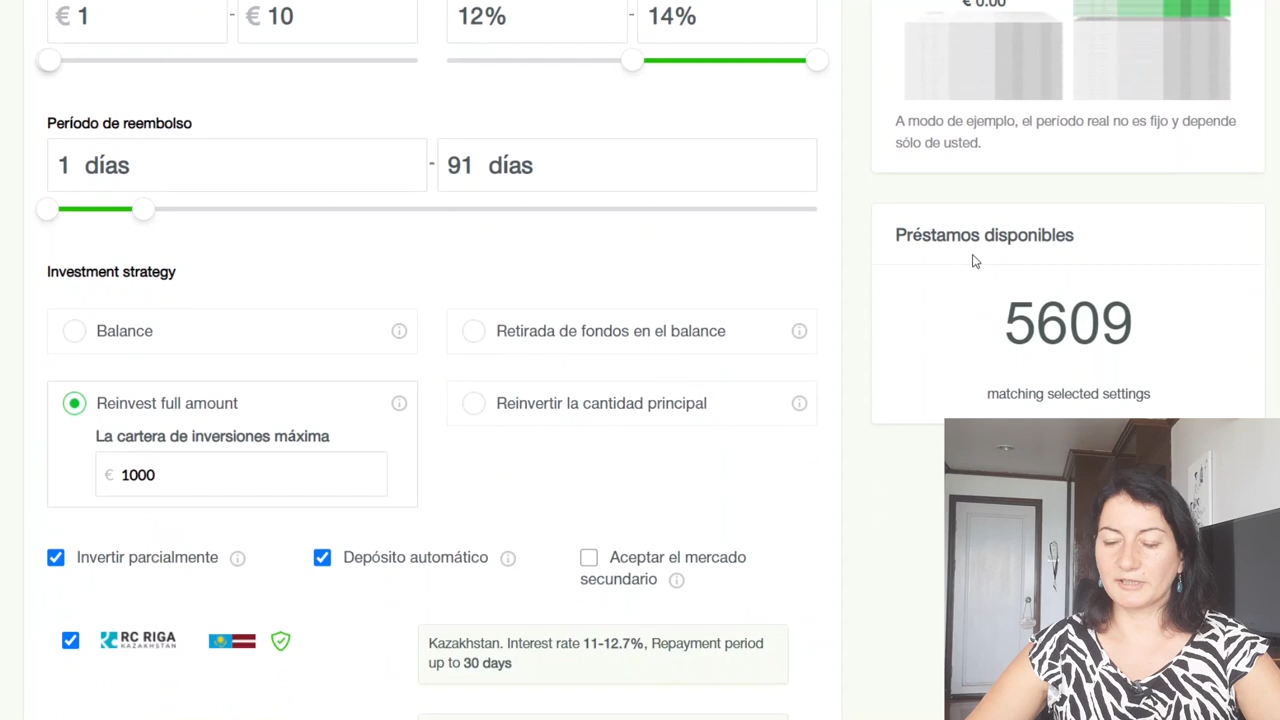 € 1 - € 10
12% - 14%
€ 0.00
A modo de ejemplo, el período real no es fijo y depende
sólo de usted.
Período de reembolso
1 días - 91 días
Préstamos disponibles
5609
matching selected settings
Investment strategy
Balance
Retirada de fondos en el balance
Reinvest full amount
Reinvertir la cantidad principal
La cartera de inversiones máxima
€ 1000
Invertir parcialmente
Depósito automático
Aceptar el mercado
secundario
RC RIGA
KAZAKHSTAN
Kazakhstan. Interest rate 11-12.7%, Repayment period
up to 30 days